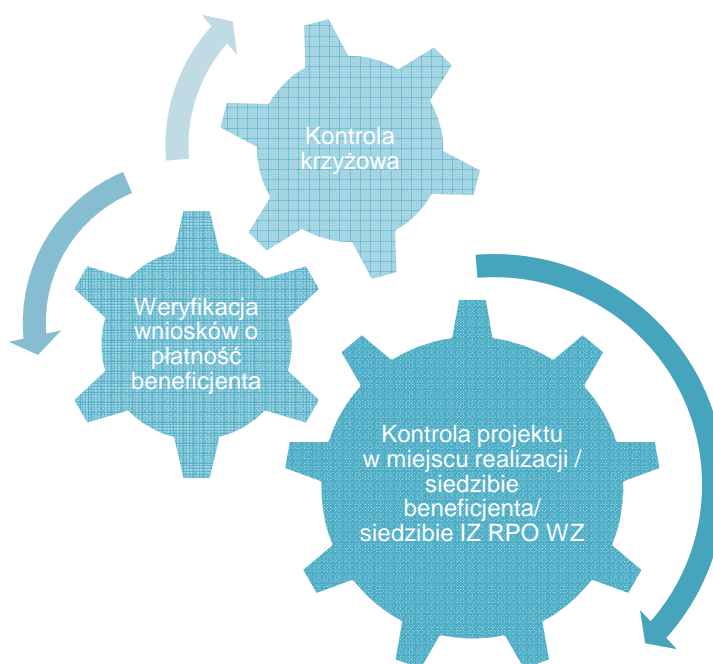 Kontrola
krzyżowa
Weryfikacja
wniosków o
płatność
beneficjenta
Kontrola projektu
w miejscu realizacji /
siedzibie
beneficjenta/
siedzibie IZ RPO WZ